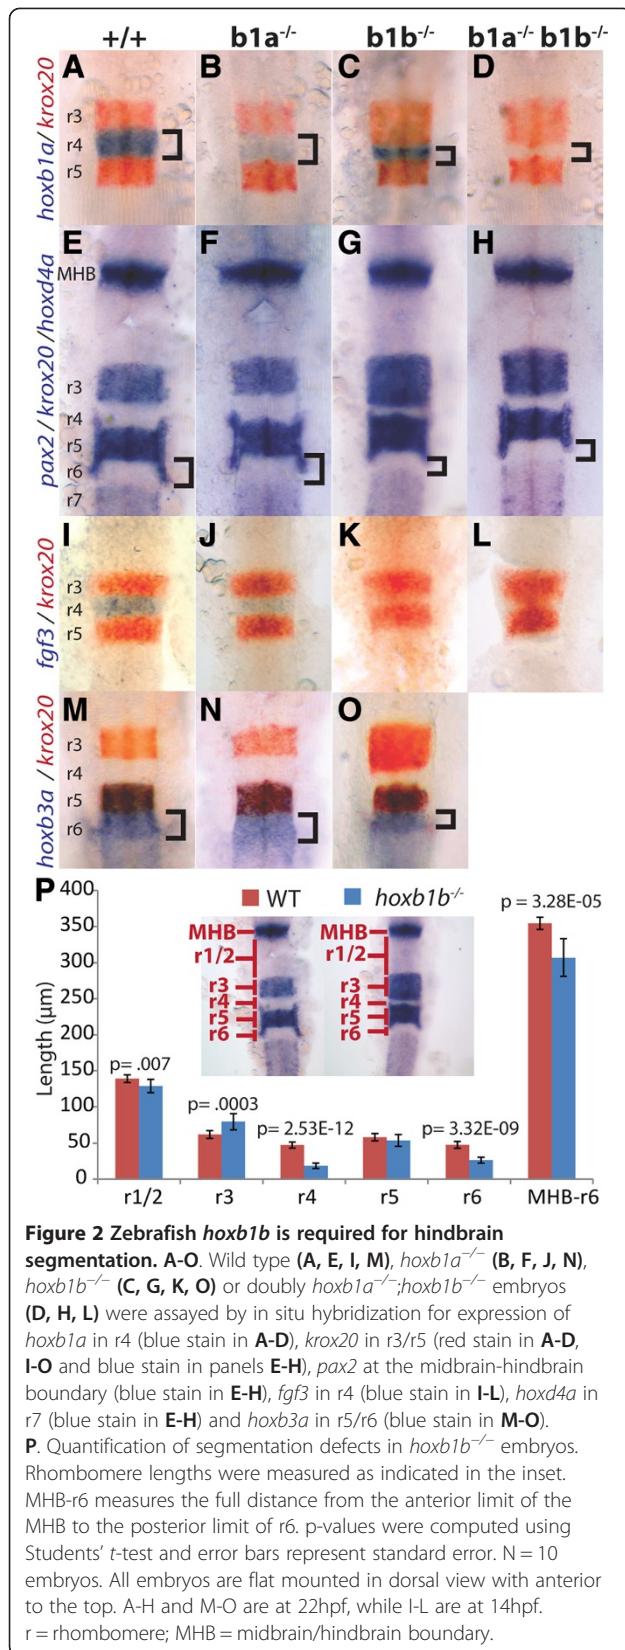 +/+ b1a-/- b1b-/- b1a-/- b1b-/-
hoxb1a/ krox20
A B C D
r3
r4
r5
pax2 / krox20 /hoxd4a
E F G H
MHB
r3
r4
r5
r6
r7
fgf3 / krox20
I J K L
r3
r4
r5
hoxb3a / krox20
M N O
r3
r4
r5
r6
P
Length (µm)
400
350
300
250
200
150
100
50
0
WT hoxb1b-/-
MHB MHB
r1/2 r1/2
r3 r3
r4 r4
r5 r5
r6 r6
p = 3.28E-05
p= .007
p= .0003
p= 2.53E-12
p= 3.32E-09
r1/2 r3 r4 r5 r6 MHB-r6
Figure 2 Zebrafish hoxb1b is required for hindbrain
segmentation. A-O. Wild type (A, E, I, M), hoxb1a−/− (B, F, J, N),
hoxb1b−/− (C, G, K, O) or doubly hoxb1a−/−;hoxb1b−/− embryos
(D, H, L) were assayed by in situ hybridization for expression of
hoxb1a in r4 (blue stain in A-D), krox20 in r3/r5 (red stain in A-D,
I-O and blue stain in panels E-H), pax2 at the midbrain-hindbrain
boundary (blue stain in E-H), fgf3 in r4 (blue stain in I-L), hoxd4a in
r7 (blue stain in E-H) and hoxb3a in r5/r6 (blue stain in M-O).
P. Quantification of segmentation defects in hoxb1b−/− embryos.
Rhombomere lengths were measured as indicated in the inset.
MHB-r6 measures the full distance from the anterior limit of the
MHB to the posterior limit of r6. p-values were computed using
Students' t-test and error bars represent standard error. N = 10
embryos. All embryos are flat mounted in dorsal view with anterior
to the top. A-H and M-O are at 22hpf, while I-L are at 14hpf.
r = rhombomere; MHB = midbrain/hindbrain boundary.